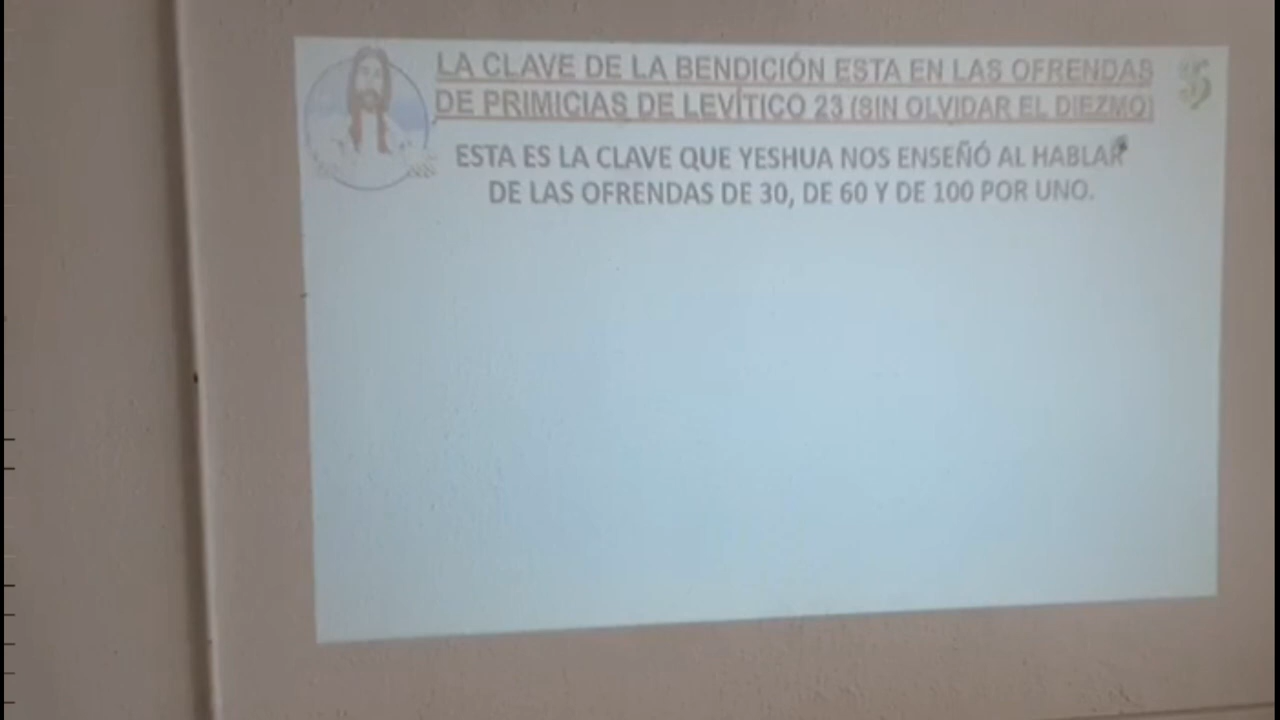 LA CLAVE DE LA BENDICIÓN ESTA EN LAS OFRENDAS
DE PRIMICIAS DE LEVÍTICO 23 (SIN OLVIDAR EL DIEZMO)
ESTA ES LA CLAVE QUE YESHUA NOS ENSEÑÓ AL HABLAR
DE LAS OFRENDAS DE 30, DE 60 Y DE 100 POR UNO.